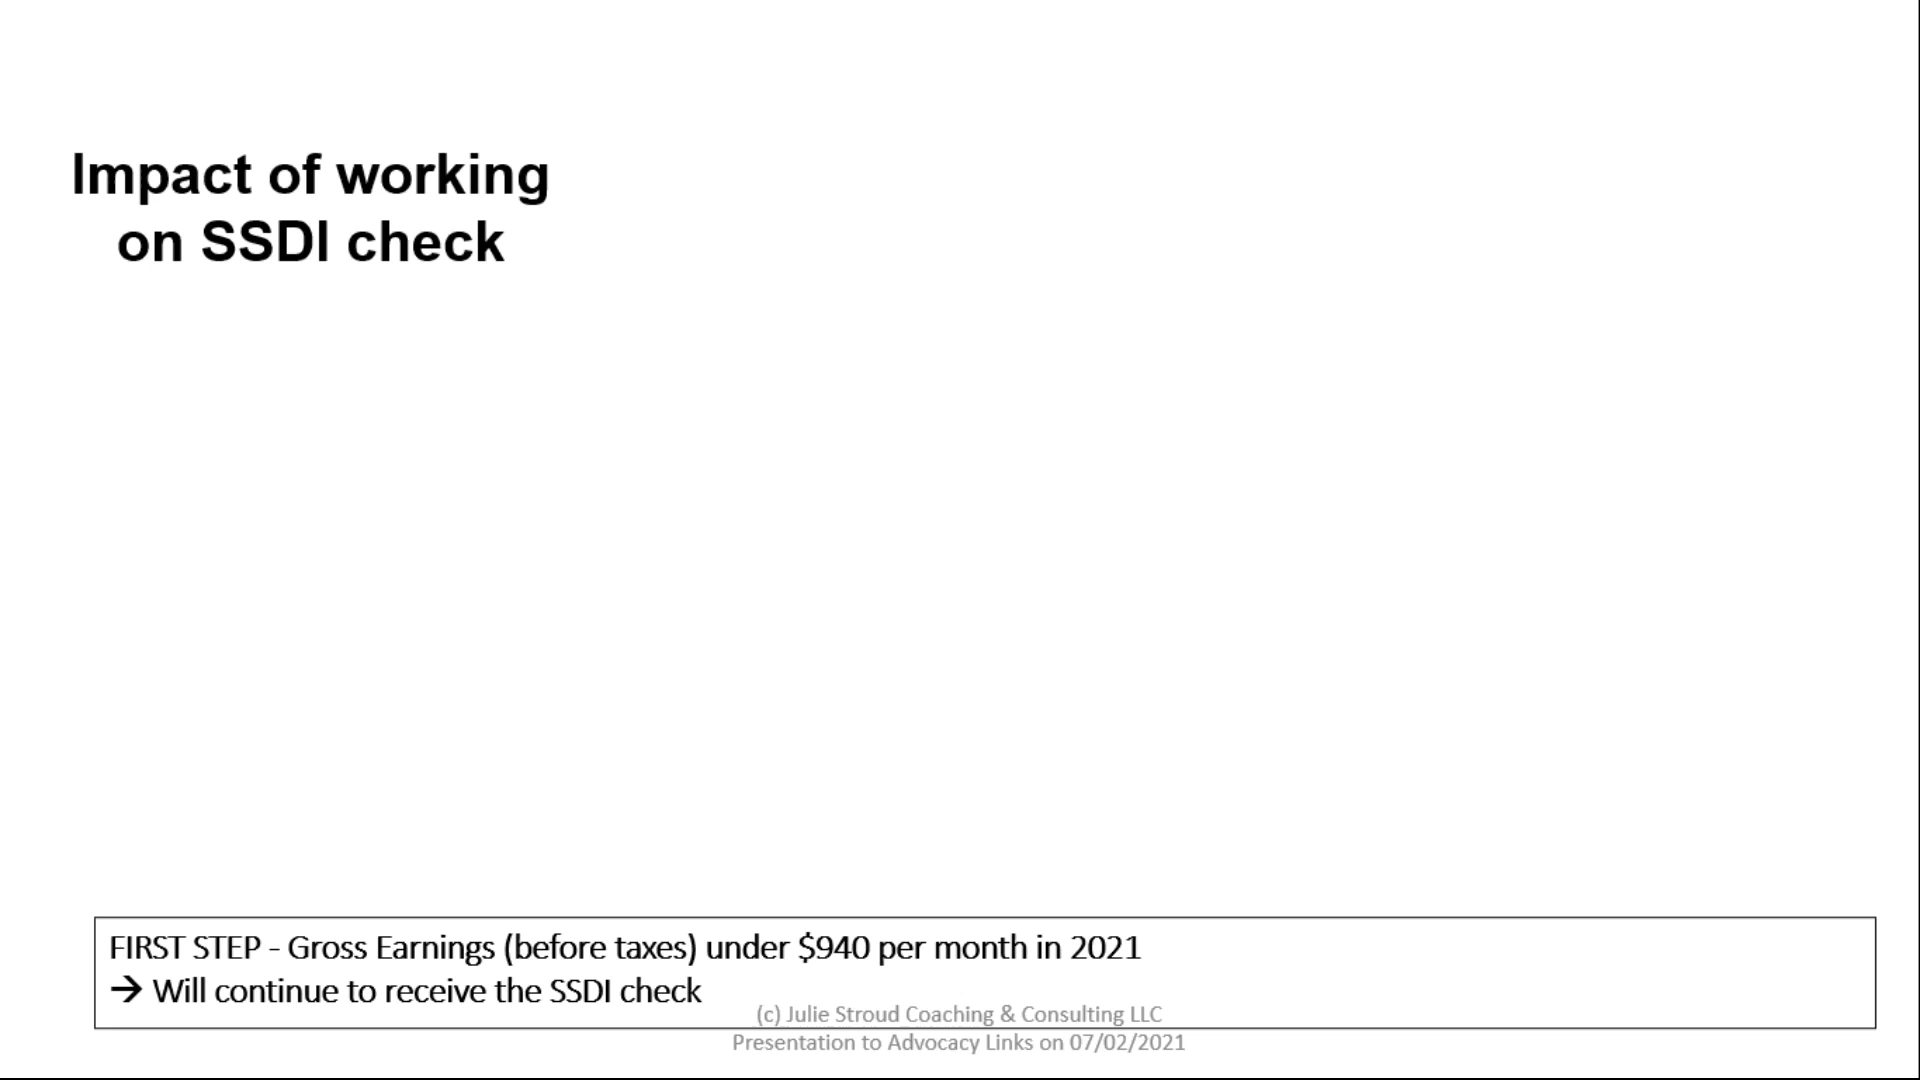 Impact of working
on SSDI check
FIRST STEP - Gross Earnings (before taxes) under $940 per month in 2021
→ Will continue to receive the SSDI check
(c) Julie Stroud Coaching & Consulting LLC
Presentation to Advocacy Links on 07/02/2021